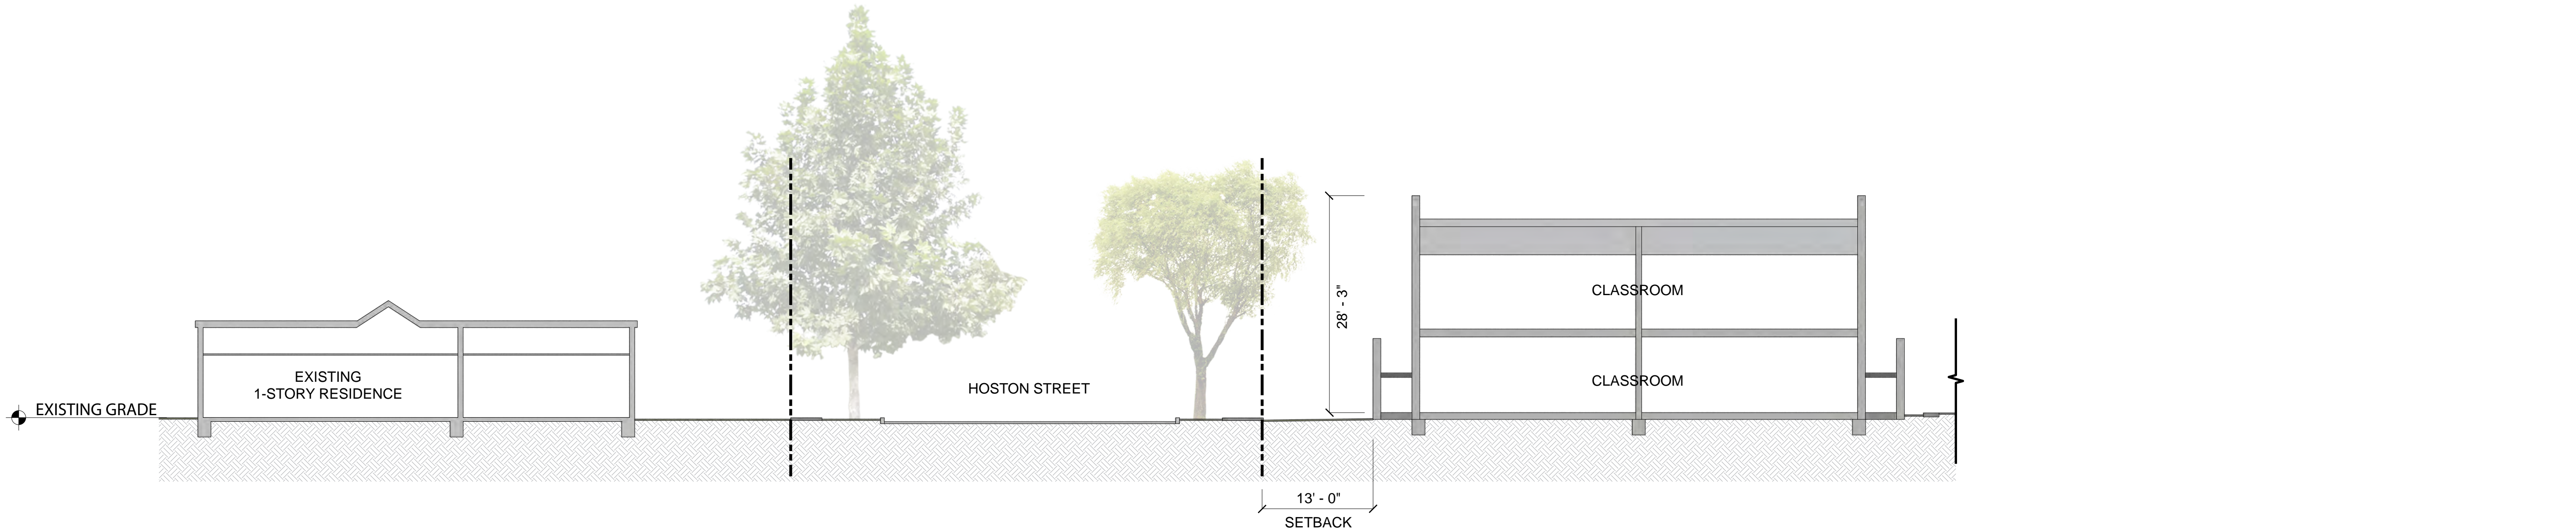 EXISTING GRADE
EXISTING
1-STORY RESIDENCE
HOSTON STREET
28' - 3"
CLASSROOM
CLASSROOM
13' - 0"
SETBACK